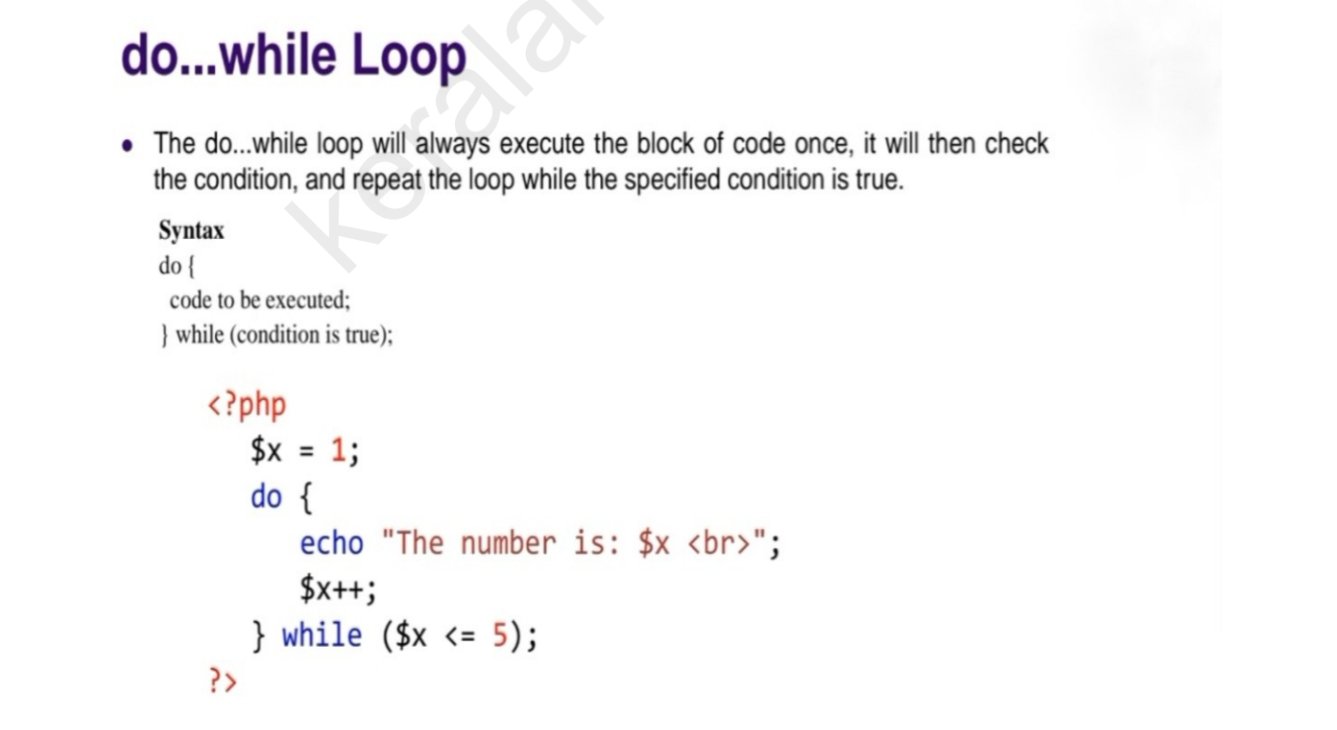 do...while Loop
• The do...while loop will always execute the block of code once, it will then check
the condition, and repeat the loop while the specified condition is true.
Syntax
do {
code to be executed;
} while (condition is true);
<?php
$x = 1;
do {
echo "The number is: $x <br>";
$x++;
} while ($x <= 5);
?>